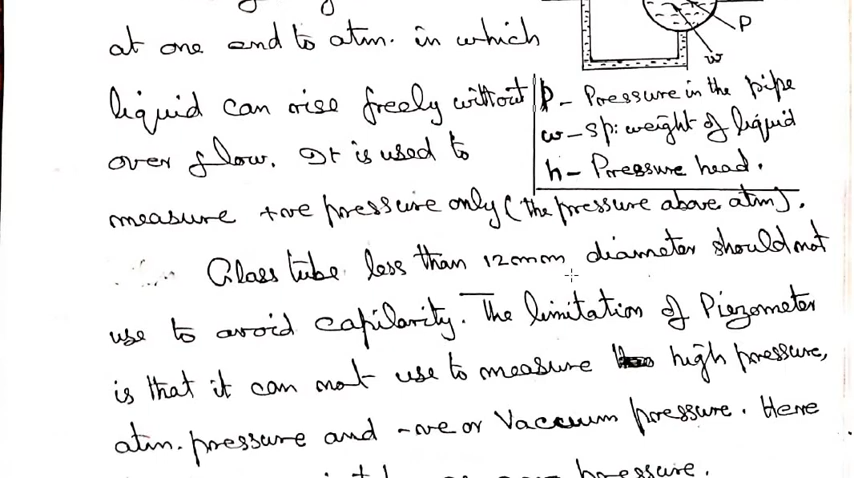 at one end to atm. in which
liquid can rise freely without
over flow. It is used to
P
w
P - Pressure in the pipe
w - sp: weight of liquid
h - Pressure head.
measure +ve pressure only (the pressure above atm).
Glass tube less than 12mm diameter should not
use to avoid capilarity. The limitation of Piezometer
is that it can not use to measure high pressure,
atm. pressure and -ve or Vaccum pressure. Here
pressure.